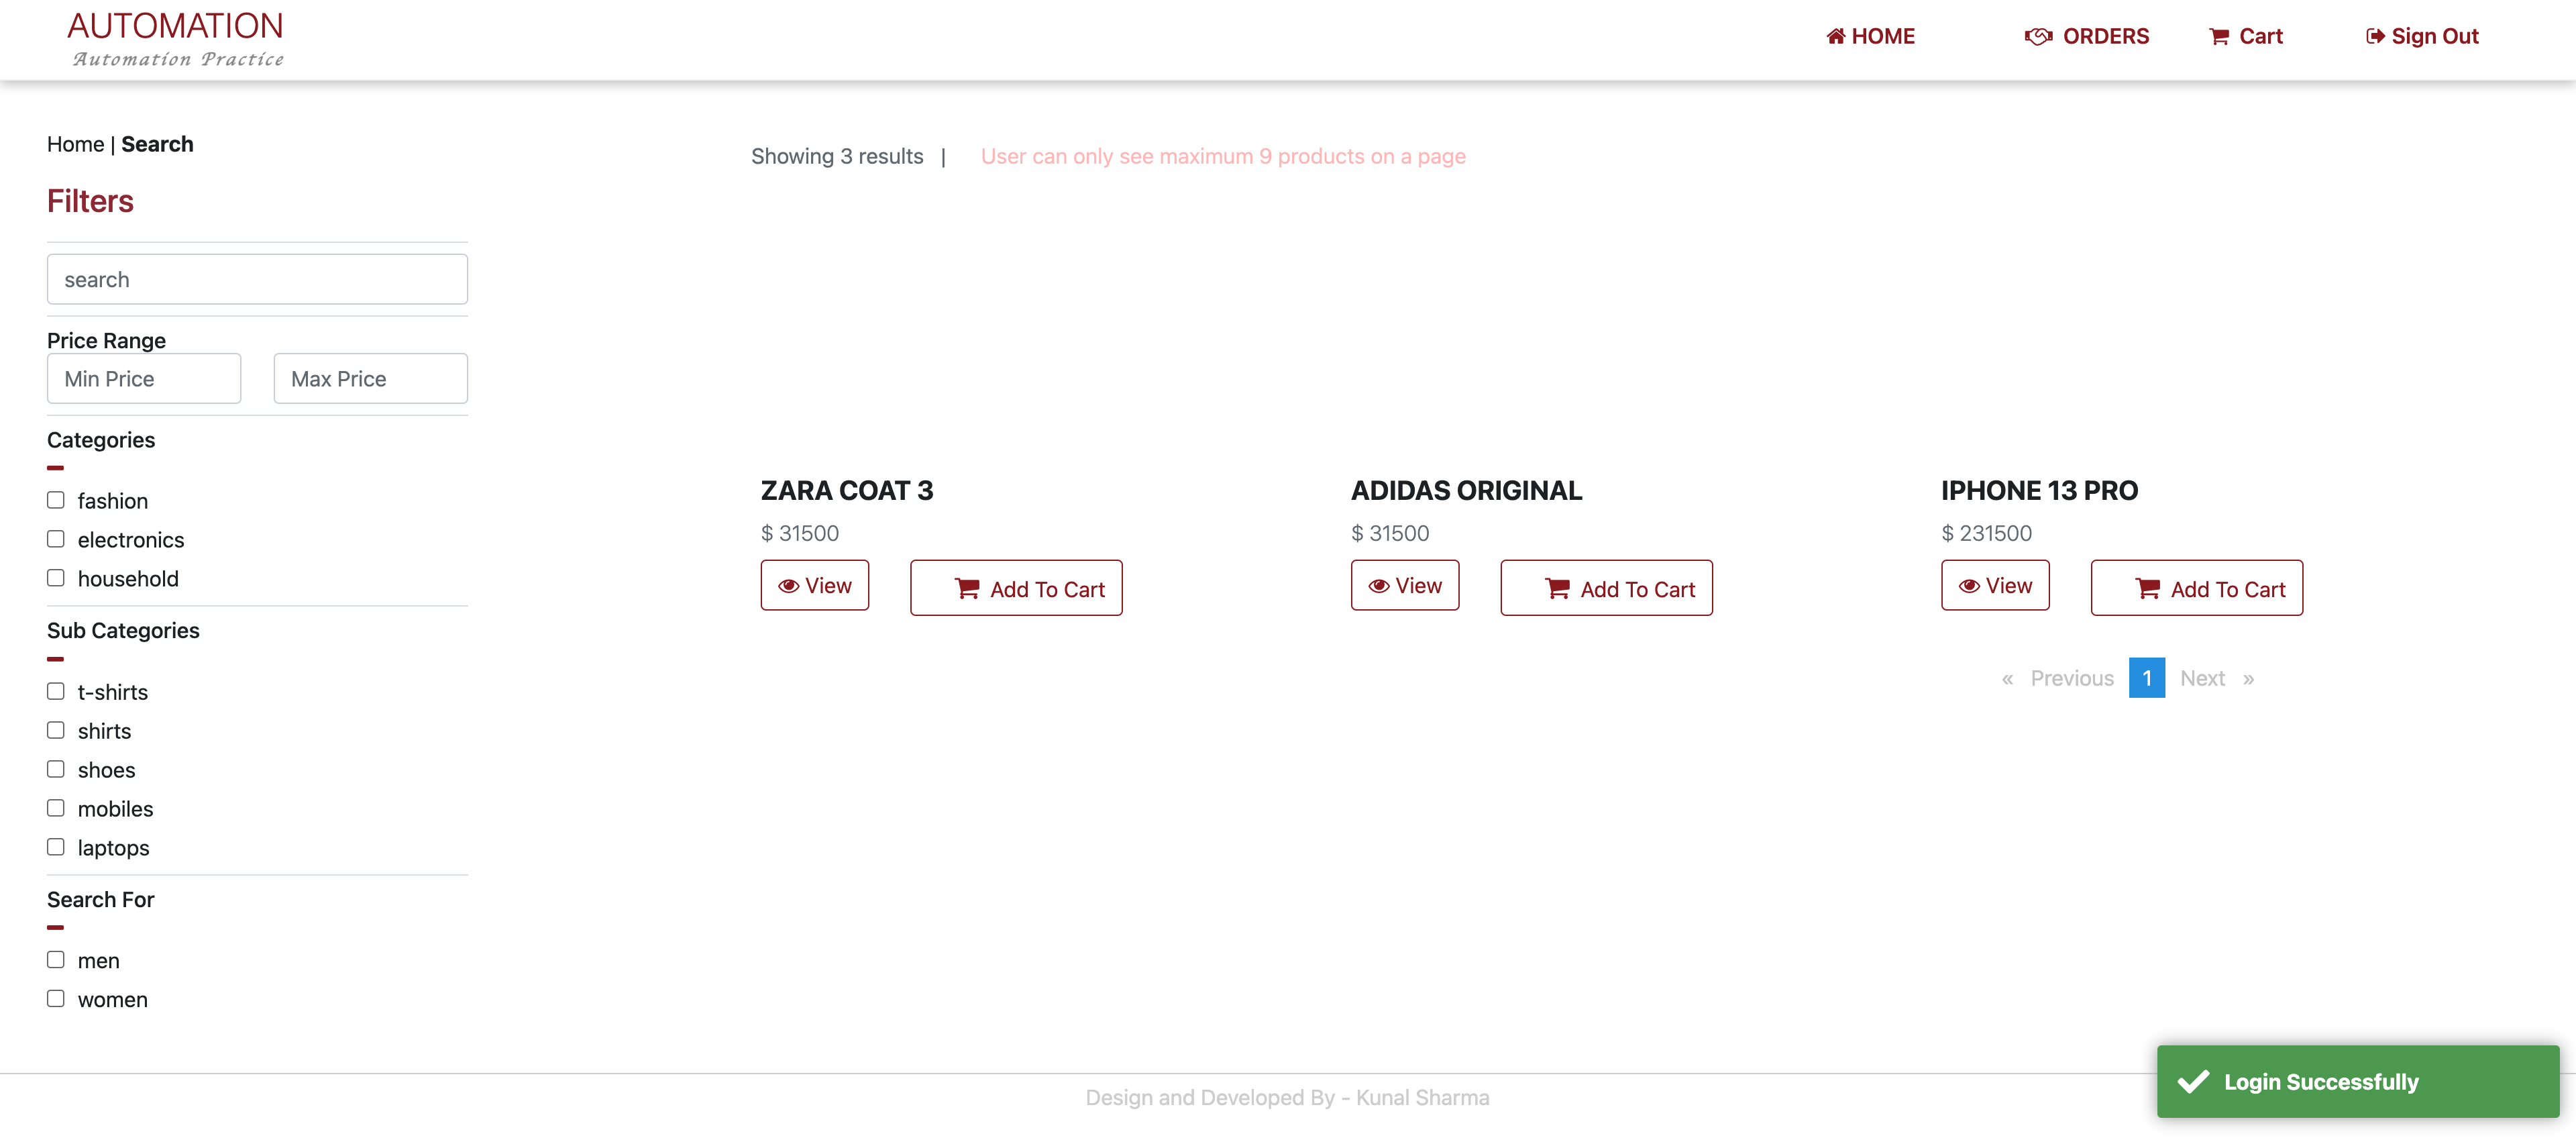 AUTOMATION
Automation Practice
HOME
ORDERS
Cart
Sign Out
Home | Search
Showing 3 results |
User can only see maximum 9 products on a page
Filters
search
Price Range
Min Price
Max Price
Categories
fashion
electronics
household
Sub Categories
t-shirts
shirts
shoes
mobiles
laptops
Search For
men
women
ZARA COAT 3
$ 31500
View
Add To Cart
ADIDAS ORIGINAL
$ 31500
View
Add To Cart
IPHONE 13 PRO
$ 231500
View
Add To Cart
« Previous 1 Next »
Login Successfully
Design and Developed By - Kunal Sharma